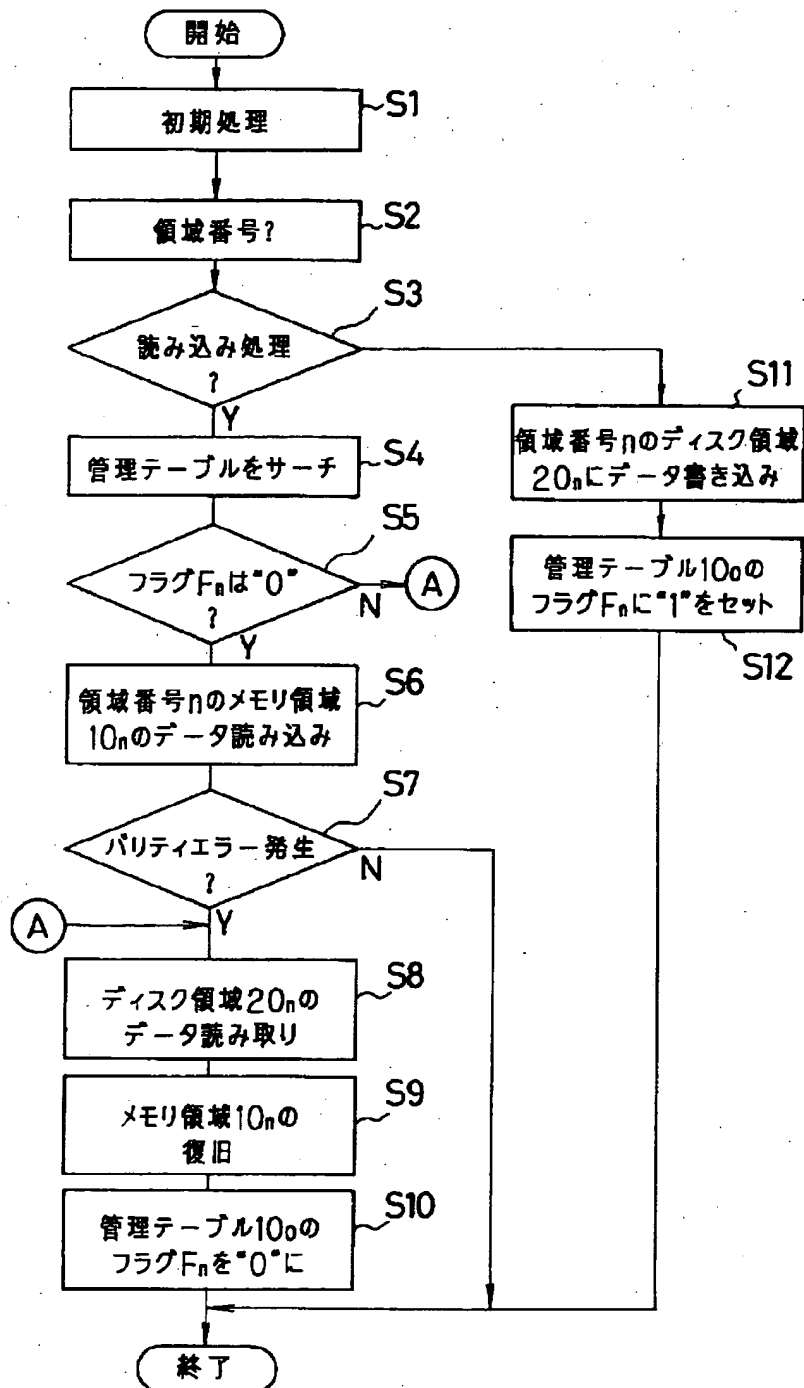 開始
S1
初期処理
S2
領域番号?
S3
読み込み処理
?
Y
S4
管理テーブルをサーチ
S5
フラグFnは"0"
?
N
A
Y
S6
領域番号nのメモリ領域
10nのデータ読み込み
S7
パリティエラー発生
?
N
Y
A
S8
ディスク領域20nの
データ読み取り
S9
メモリ領域10nの
復旧
S10
管理テーブル10oの
フラグFnを"0"に
終了
S11
領域番号nのディスク領域
20nにデータ書き込み
管理テーブル10oの
フラグFnに"1"をセット
S12